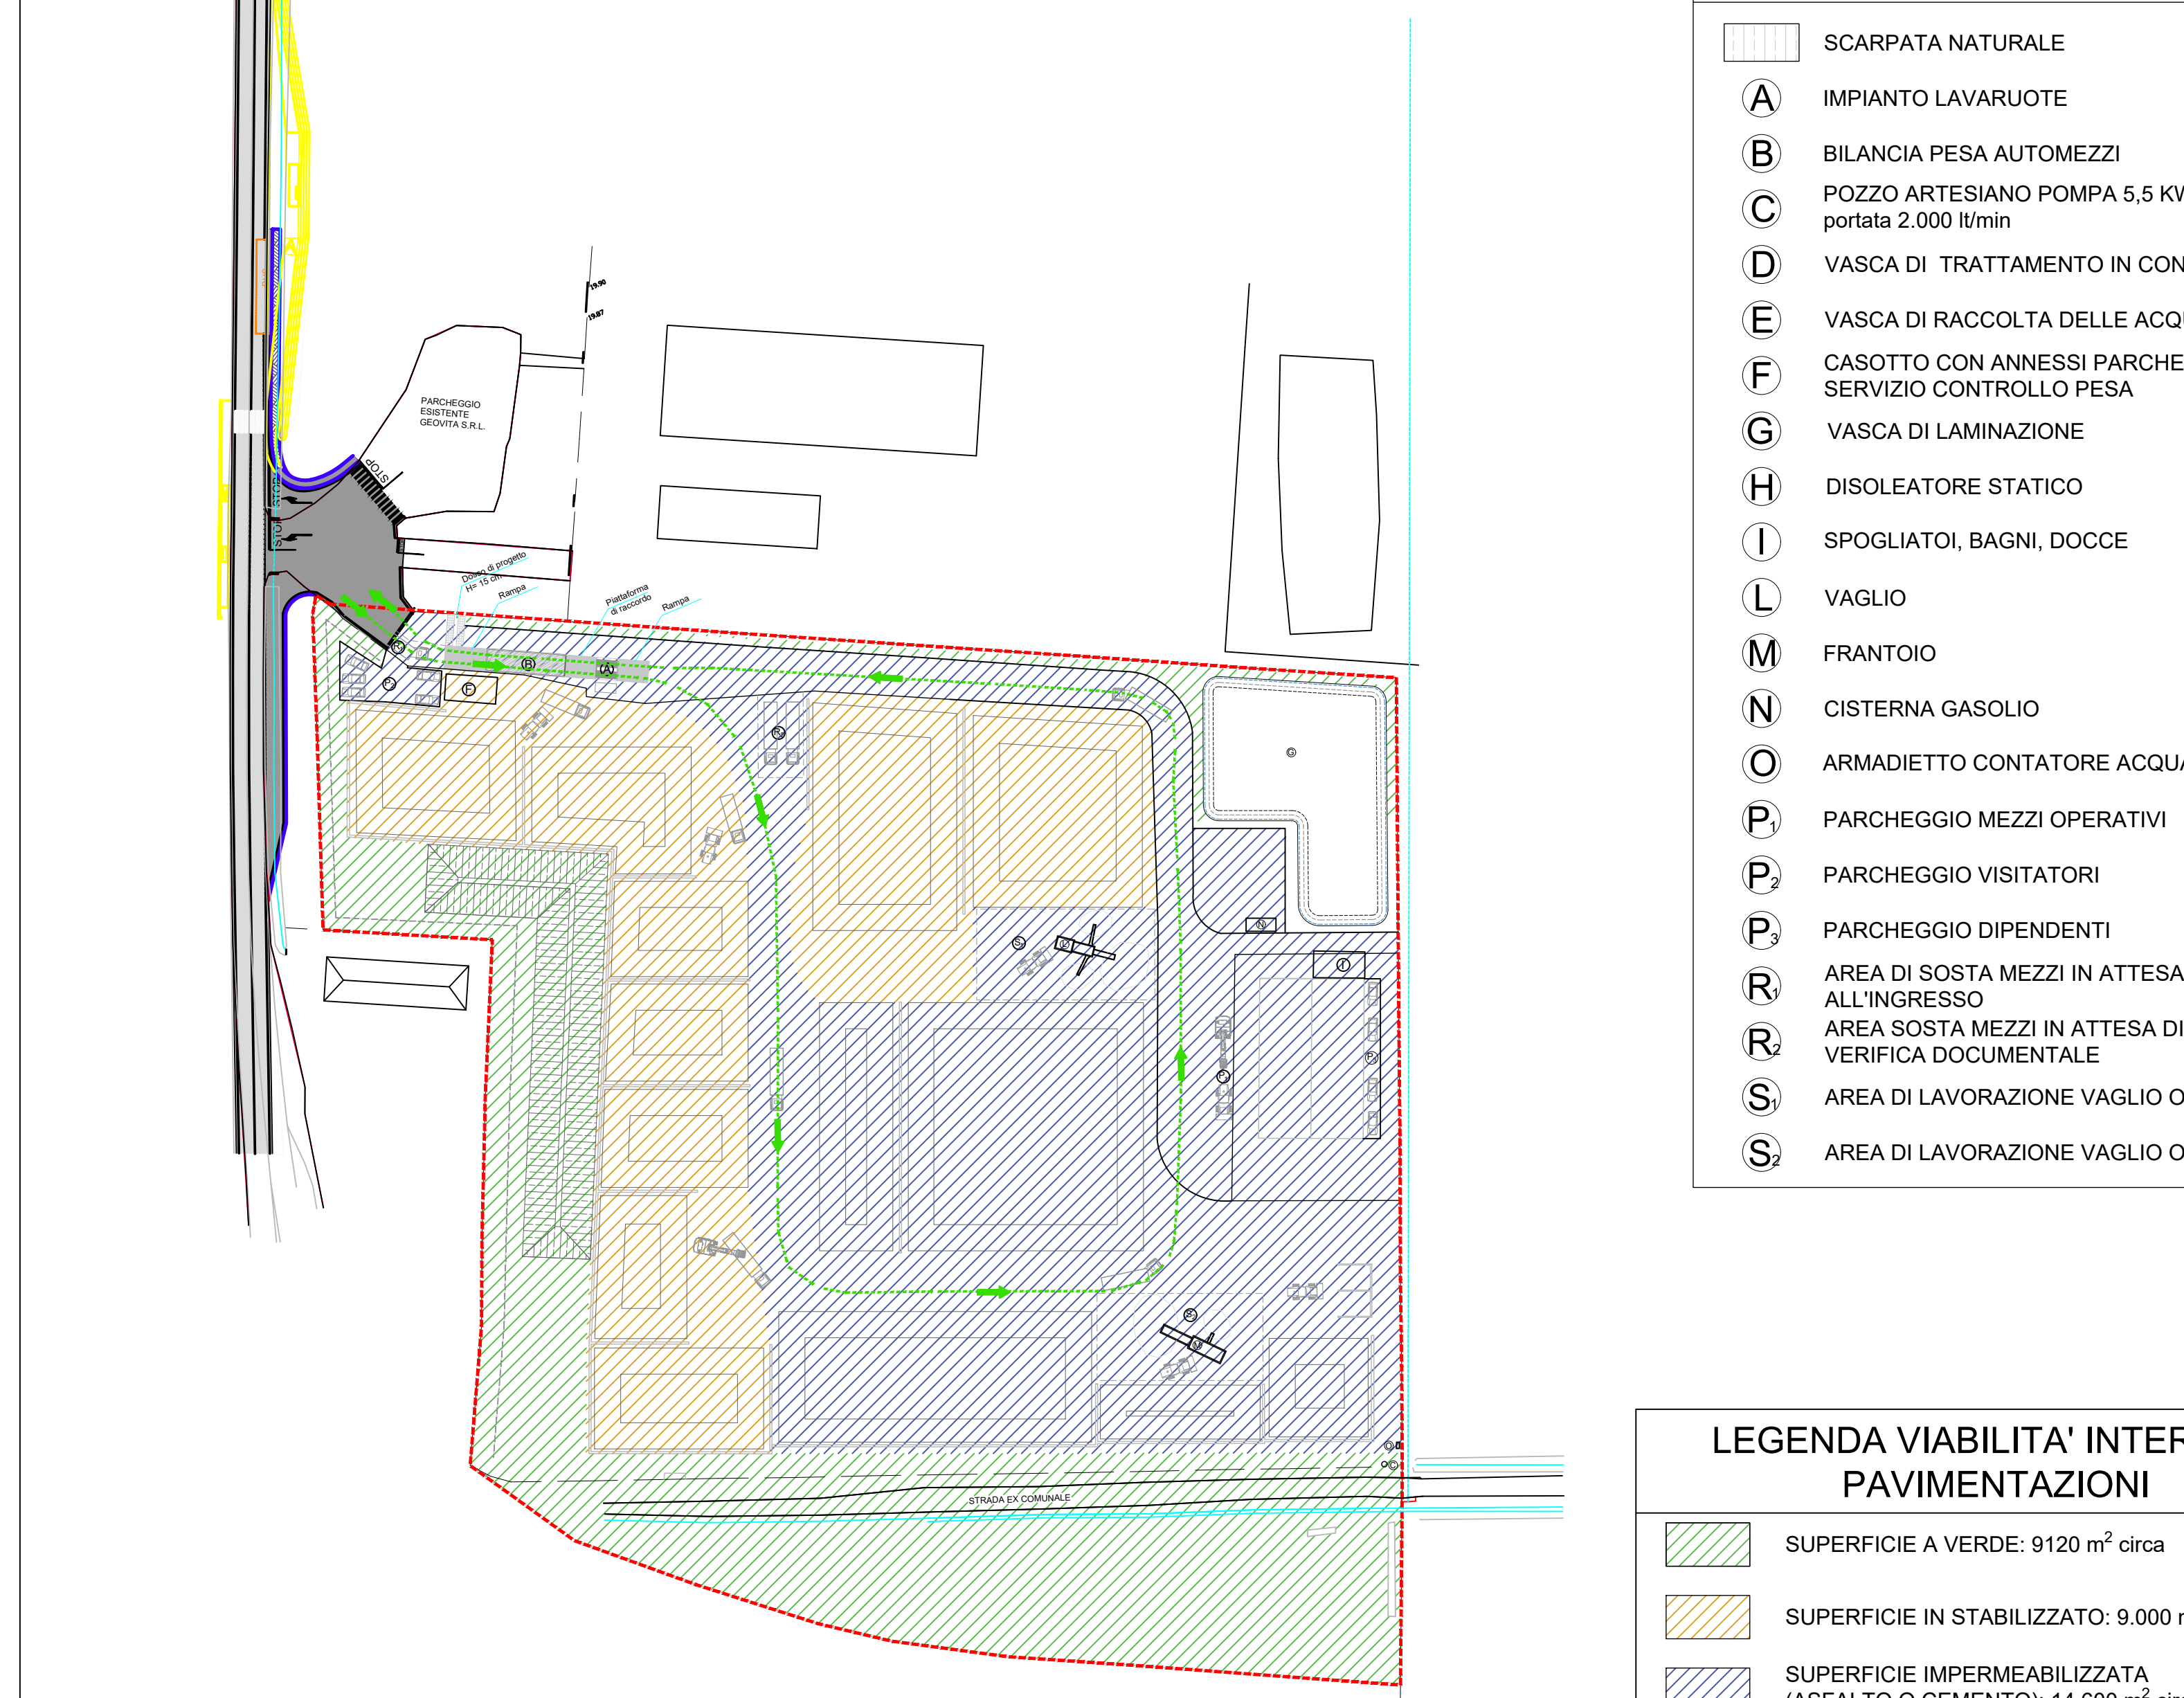 19.90
19.87
PARCHEGGIO
ESISTENTE
GEOVITA S.R.L.
STOP
STOP
STOP
Dosso di progetto
H= 15 cm
Rampa
Piattaforma
di raccordo
Rampa
B
A
F
G
N
I
M
O
C
STRADA EX COMUNALE
SCARPATA NATURALE
A IMPIANTO LAVARUOTE
B BILANCIA PESA AUTOMEZZI
C POZZO ARTESIANO POMPA 5,5 KW
portata 2.000 lt/min
D VASCA DI TRATTAMENTO IN CON
E VASCA DI RACCOLTA DELLE ACQU
F CASOTTO CON ANNESSI PARCHE
SERVIZIO CONTROLLO PESA
G VASCA DI LAMINAZIONE
H DISOLEATORE STATICO
I SPOGLIATOI, BAGNI, DOCCE
L VAGLIO
M FRANTOIO
N CISTERNA GASOLIO
O ARMADIETTO CONTATORE ACQUA
P1 PARCHEGGIO MEZZI OPERATIVI
P2 PARCHEGGIO VISITATORI
P3 PARCHEGGIO DIPENDENTI
R1 AREA DI SOSTA MEZZI IN ATTESA
ALL'INGRESSO
R2 AREA SOSTA MEZZI IN ATTESA DI
VERIFICA DOCUMENTALE
S1 AREA DI LAVORAZIONE VAGLIO O
S2 AREA DI LAVORAZIONE VAGLIO O
LEGENDA VIABILITA' INTER
PAVIMENTAZIONI
SUPERFICIE A VERDE: 9120 m2 circa
SUPERFICIE IN STABILIZZATO: 9.000
SUPERFICIE IMPERMEABILIZZATA
(ASFALTO O CEMENTO): 14.600 m2